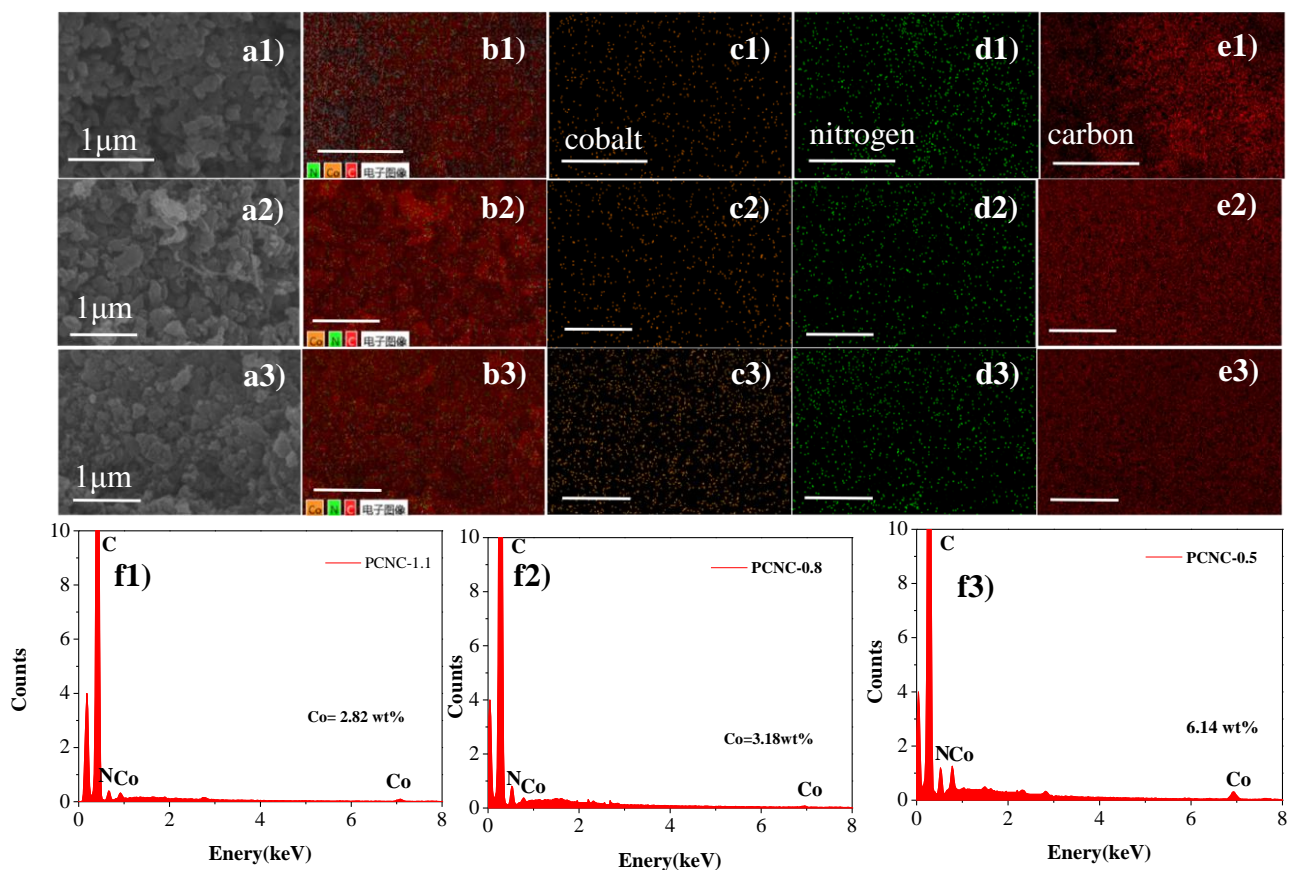 a1) b1) c1) d1) e1)
1μm cobalt nitrogen carbon
N Co C 电子图像
a2) b2) c2) d2) e2)
1μm
Co N C 电子图像
a3) b3) c3) d3) e3)
1μm
Co N C 电子图像
10
8
6
4
2
0
Counts
C
f1)
PCNC-1.1
Co= 2.82 wt%
N Co Co
0 2 4 6 8
Enery(keV)
10
8
6
4
2
0
Counts
C
f2)
PCNC-0.8
Co=3.18wt%
N Co Co
0 2 4 6 8
Enery(keV)
10
8
6
4
2
0
Counts
C
f3)
PCNC-0.5
6.14 wt%
N Co Co
0 2 4 6 8
Enery(keV)